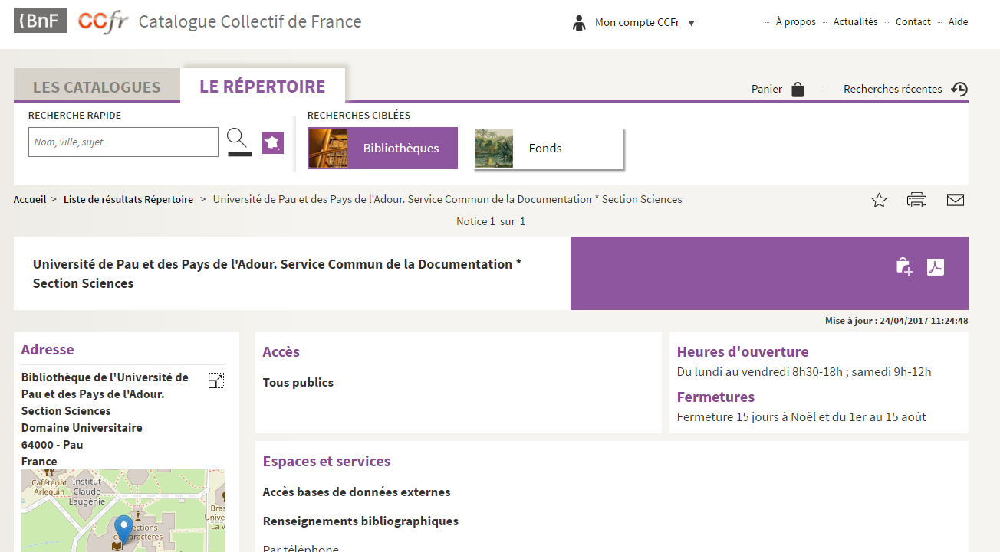 BnF CCfr Catalogue Collectif de France
Mon compte CCFr
À propos Actualités Contact Aide
LES CATALOGUES LE RÉPERTOIRE
Panier Recherches récentes
RECHERCHE RAPIDE
Nom, ville, sujet...
RECHERCHES CIBLÉES
Bibliothèques Fonds
Accueil > Liste de résultats Répertoire > Université de Pau et des Pays de l'Adour. Service Commun de la Documentation * Section Sciences
Notice 1 sur 1
Université de Pau et des Pays de l'Adour. Service Commun de la Documentation *
Section Sciences
Mise à jour : 24/04/2017 11:24:48
Adresse
Bibliothèque de l'Université de
Pau et des Pays de l'Adour.
Section Sciences
Domaine Universitaire
64000 - Pau
France
Cafétériat
Arlequin
Institut
Claude
Laugénie
Bras
Unive
La V
ections
de caractères
Accès
Tous publics
Heures d'ouverture
Du lundi au vendredi 8h30-18h ; samedi 9h-12h
Fermetures
Fermeture 15 jours à Noël et du 1er au 15 août
Espaces et services
Accès bases de données externes
Renseignements bibliographiques
Par téléphone